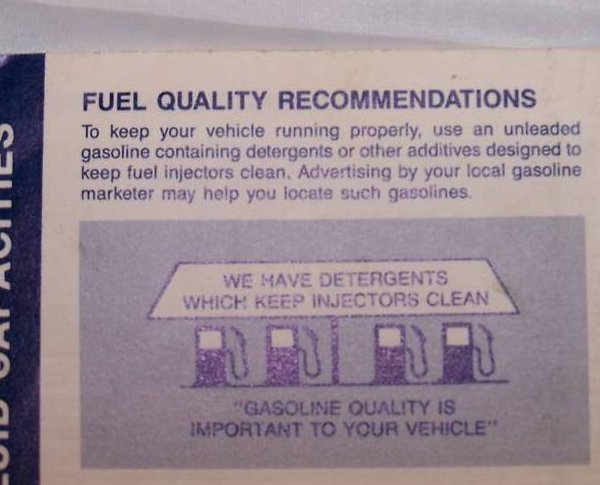 FUEL QUALITY RECOMMENDATIONS
To keep your vehicle running properly, use an unleaded
gasoline containing detergents or other additives designed to
keep fuel injectors clean. Advertising by your local gasoline
marketer may help you locate such gasolines.
WE HAVE DETERGENTS
WHICH KEEP INJECTORS CLEAN
"GASOLINE QUALITY IS
IMPORTANT TO YOUR VEHICLE"
CAPACITIES